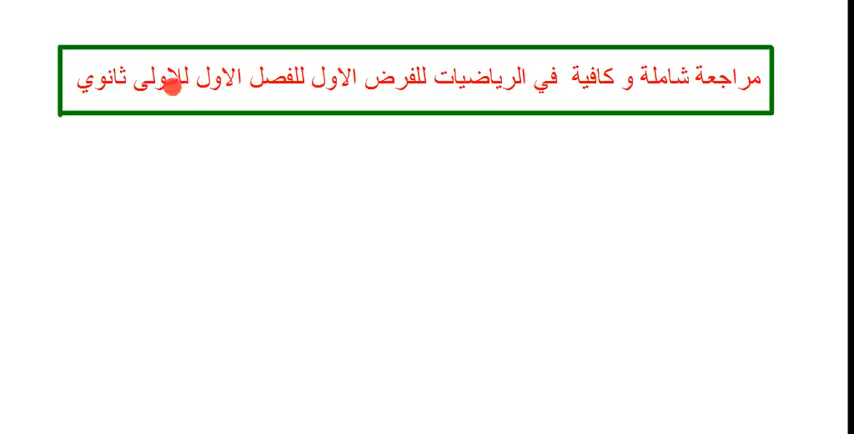 مراجعة شاملة و كافية في الرياضيات للفرض الاول للفصل الاول للاولى ثانوي